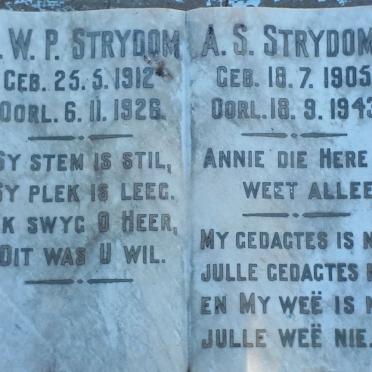 W. P. STRYDOM
GEB. 25.5.1912
OORL. 6.11.1926.
SY STEM IS STIL,
SY PLEK IS LEEG.
EK SWYG O HEER,
DIT WAS U WIL.
A. S. STRYDOM
GEB. 18.7.1905
OORL. 18.9.1943
ANNIE DIE HERE
WEET ALLEE
MY GEDAGTES IS N
JULLE GEDAGTES
EN MY WEË IS
JULLE WEË NIE.